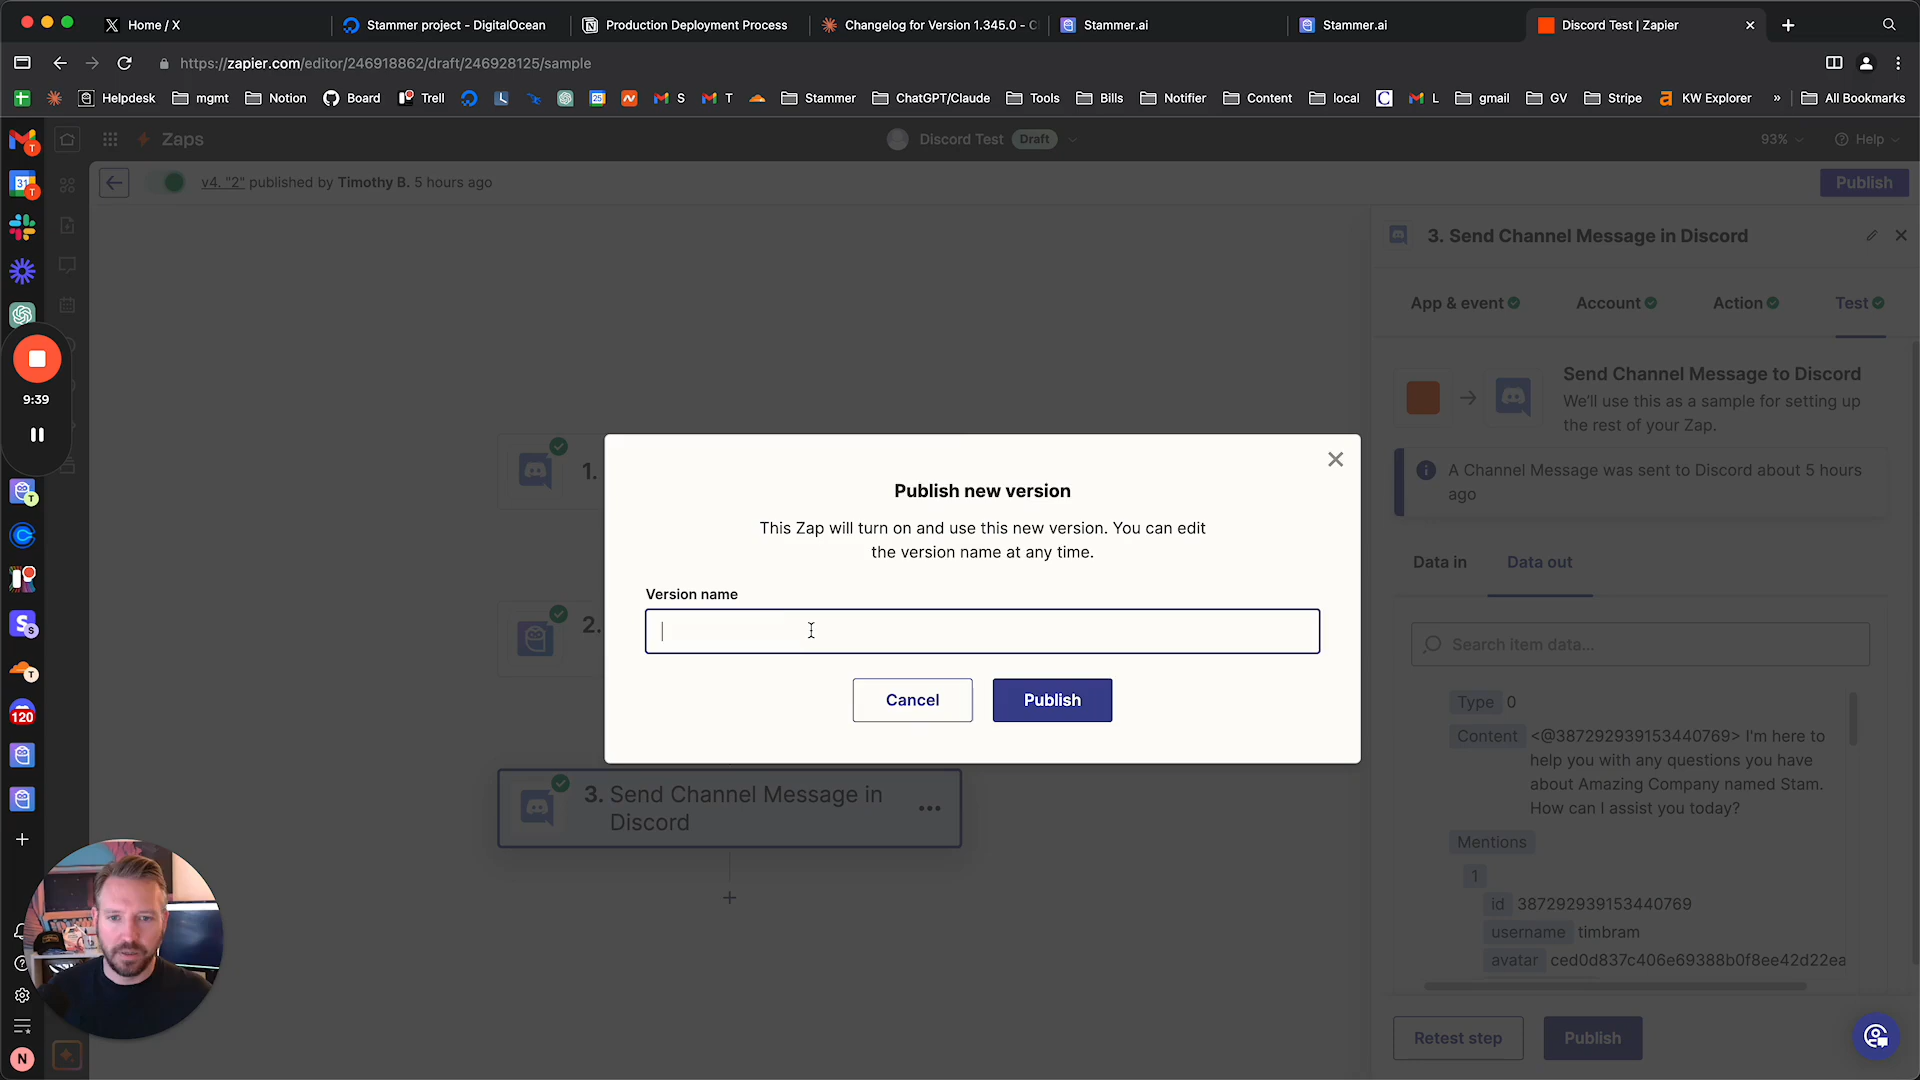 Home / X
Stammer project - DigitalOcean
Production Deployment Process
Changelog for Version 1.345.0 - C
Stammer.ai
Stammer.ai
Discord Test | Zapier
https://zapier.com/editor/246918862/draft/246928125/sample
Helpdesk
mgmt
Notion
Board
Trell
S
T
Stammer
ChatGPT/Claude
Tools
Bills
Notifier
Content
local
L
gmail
GV
Stripe
KW Explorer
»
All Bookmarks
Zaps
Discord Test
Draft
93%
Help
v4. "2" published by Timothy B. 5 hours ago
Publish
3. Send Channel Message in Discord
App & event
Account
Action
Test
Send Channel Message to Discord
We'll use this as a sample for setting up
the rest of your Zap.
A Channel Message was sent to Discord about 5 hours
ago
Data in
Data out
Search item data...
Type 0
Content <@387292939153440769> I'm here to
help you with any questions you have
about Amazing Company named Stam.
How can I assist you today?
Mentions
1
id 387292939153440769
username timbram
avatar ced0d837c406e69388b0f8ee42d22ea
Retest step
Publish
1.
2.
Publish new version
This Zap will turn on and use this new version. You can edit
the version name at any time.
Version name
Cancel
Publish
3. Send Channel Message in
Discord
9:39
31
T
T
T
S
T
120
N